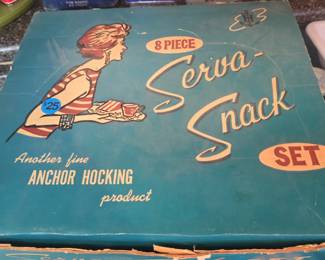 8 PIECE
Serva-
Snack
SET
$25
Another fine
ANCHOR HOCKING
product